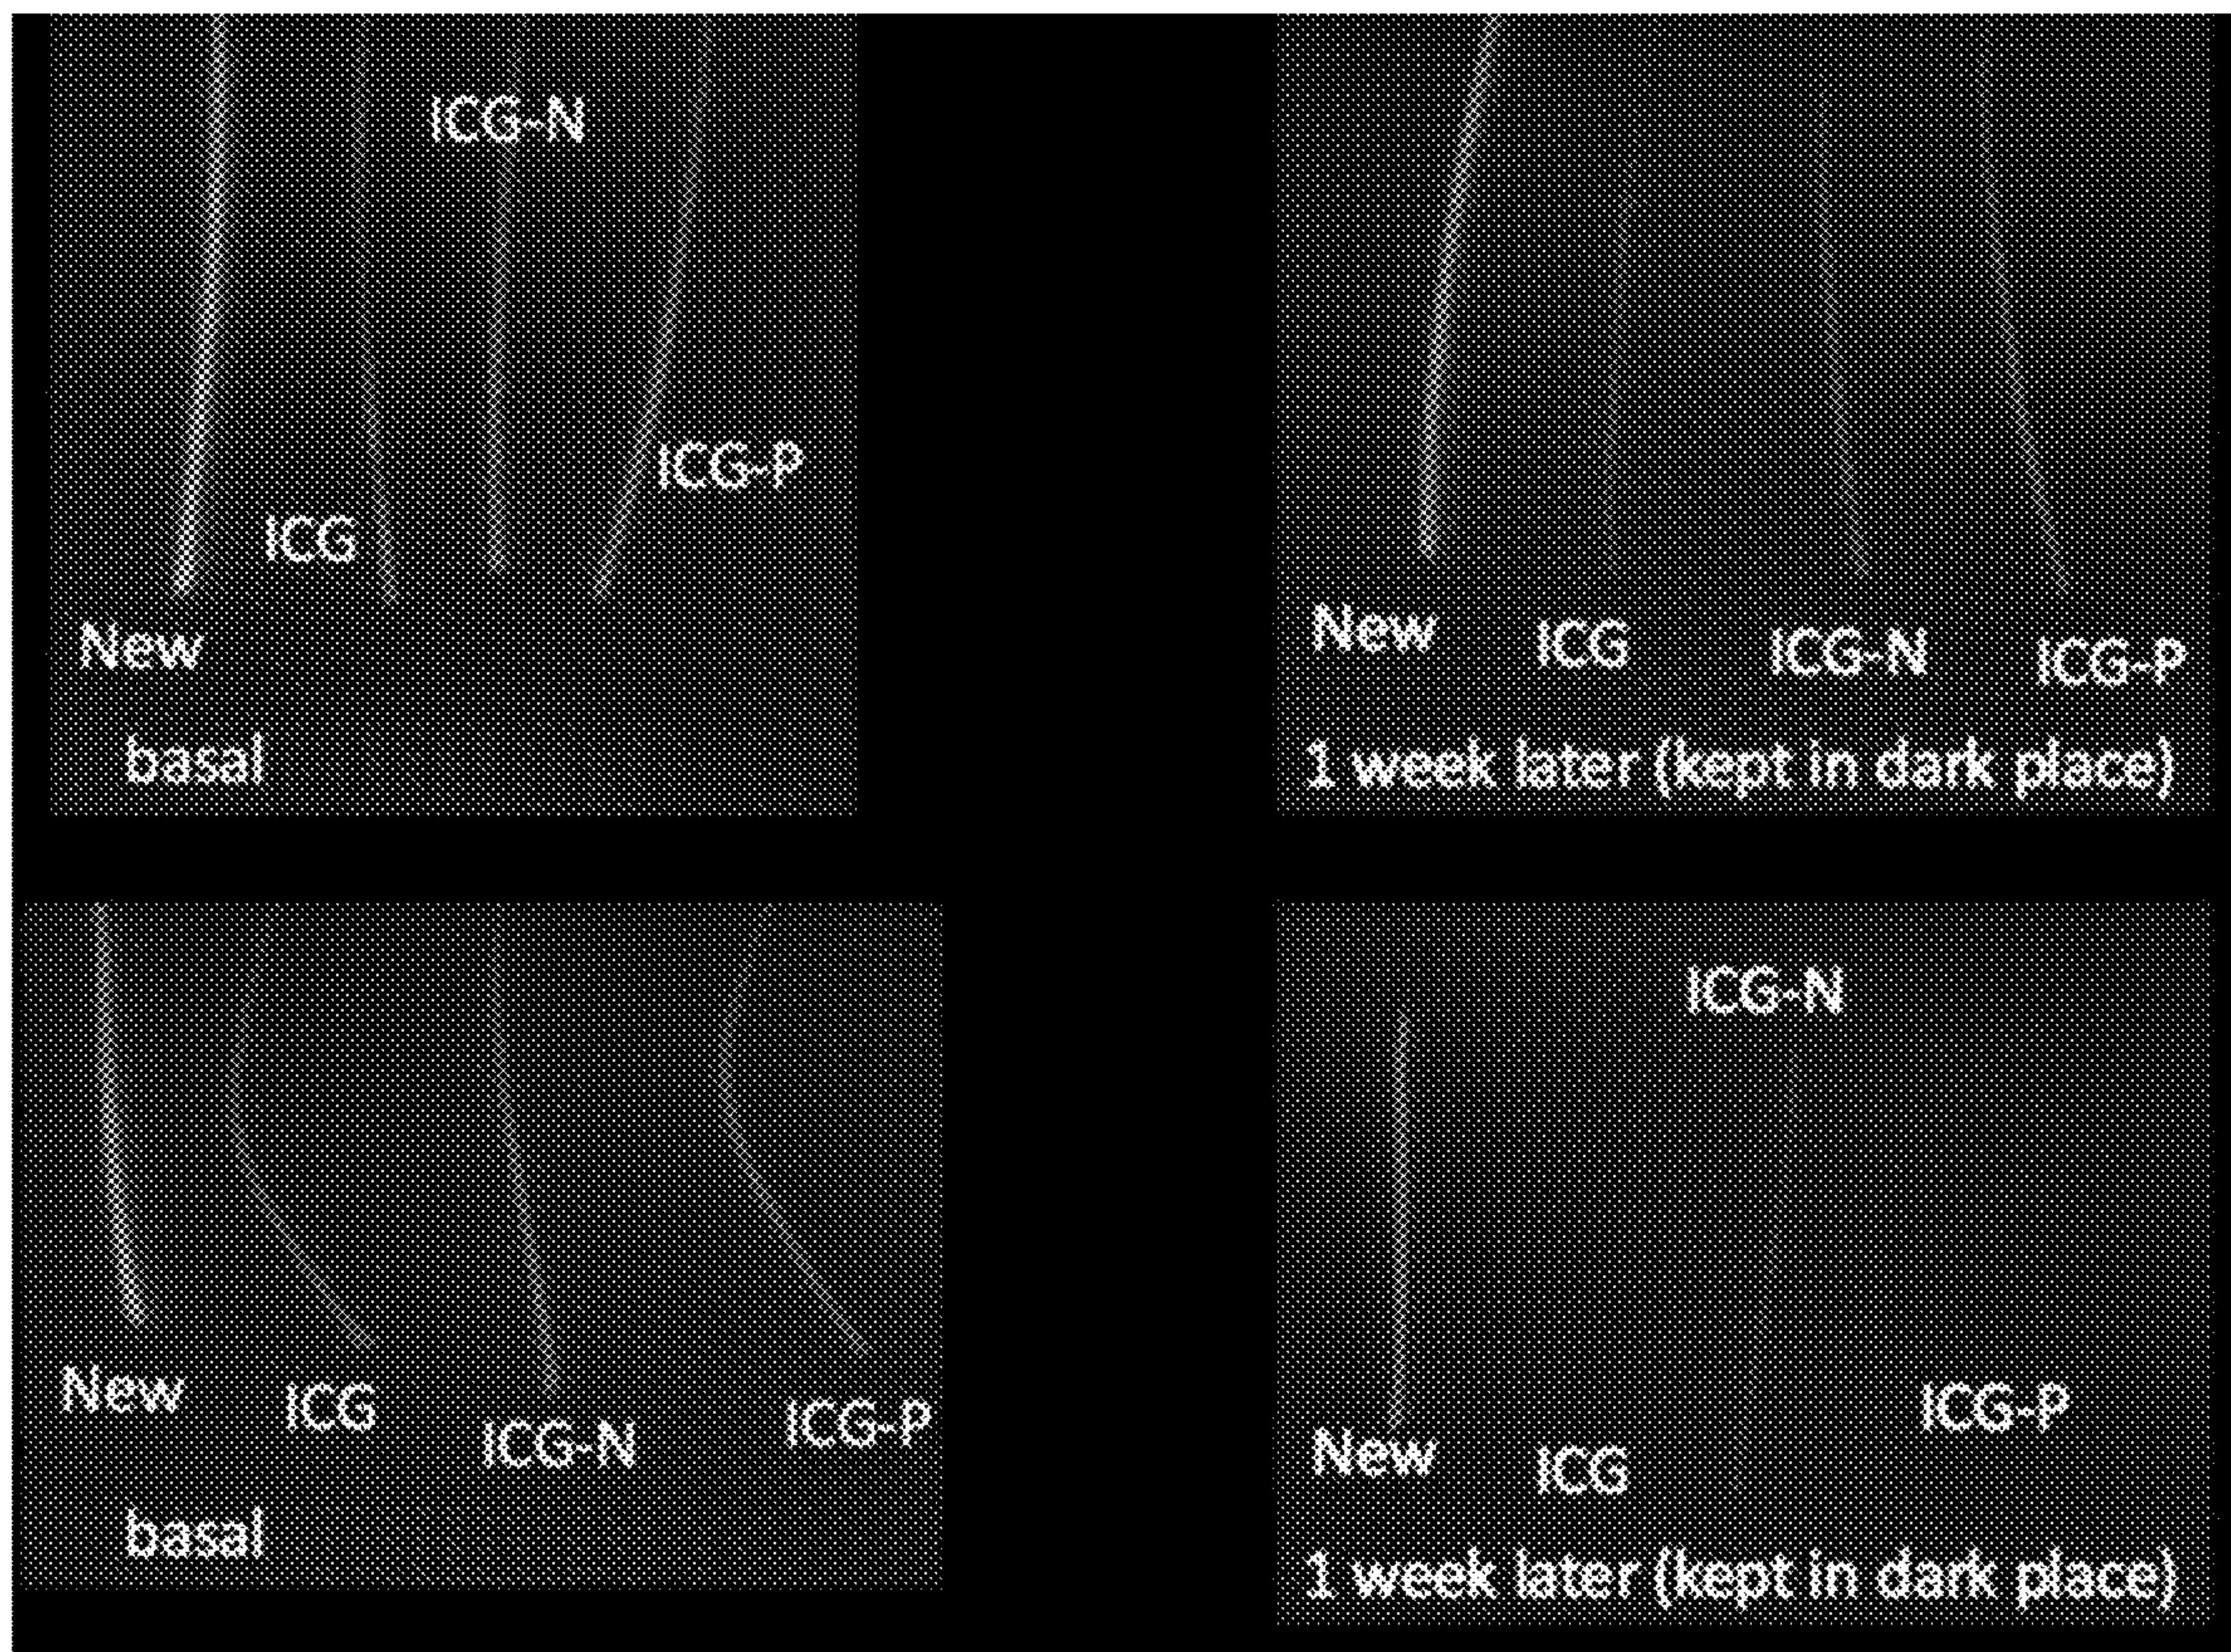 ICG-N
ICG-P
ICG
New
basal
New
ICG
ICG-N
ICG-P
1 week later (kept in dark place)
New
ICG
ICG-N
ICG-P
basal
ICG-N
ICG-P
New
ICG
1 week later (kept in dark place)